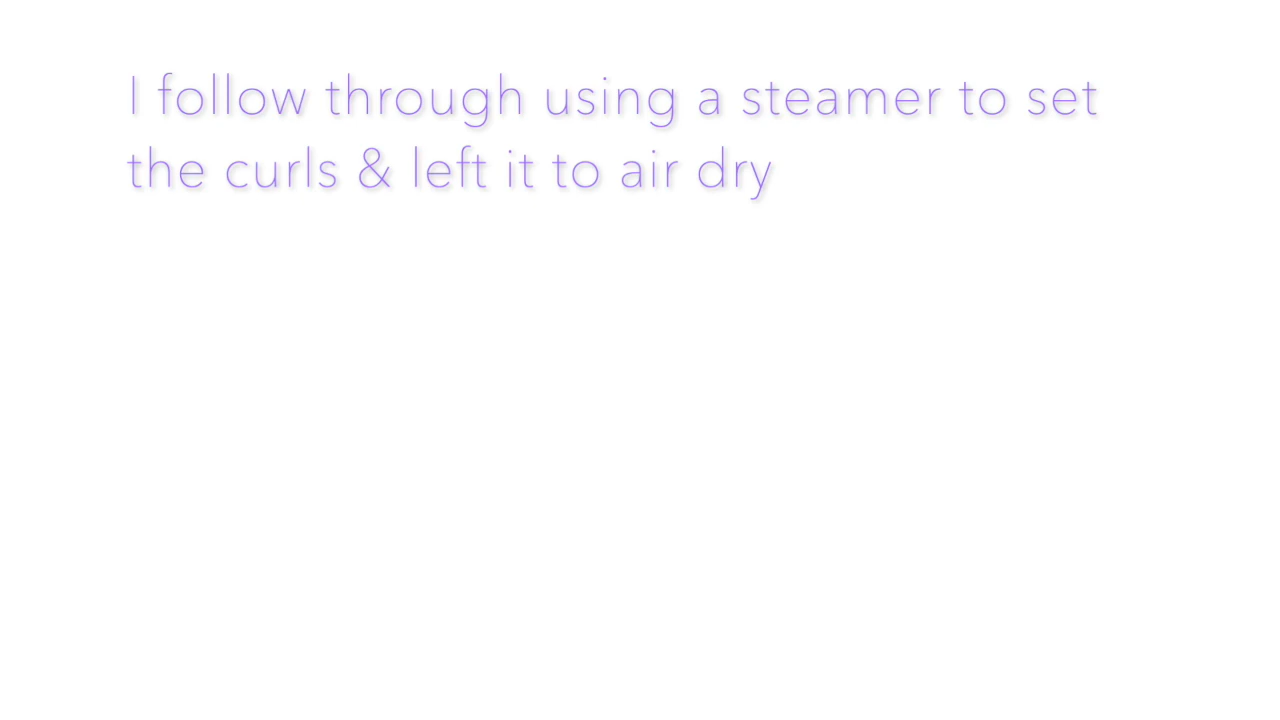 I follow through using a steamer to set
the curls & left it to air dry